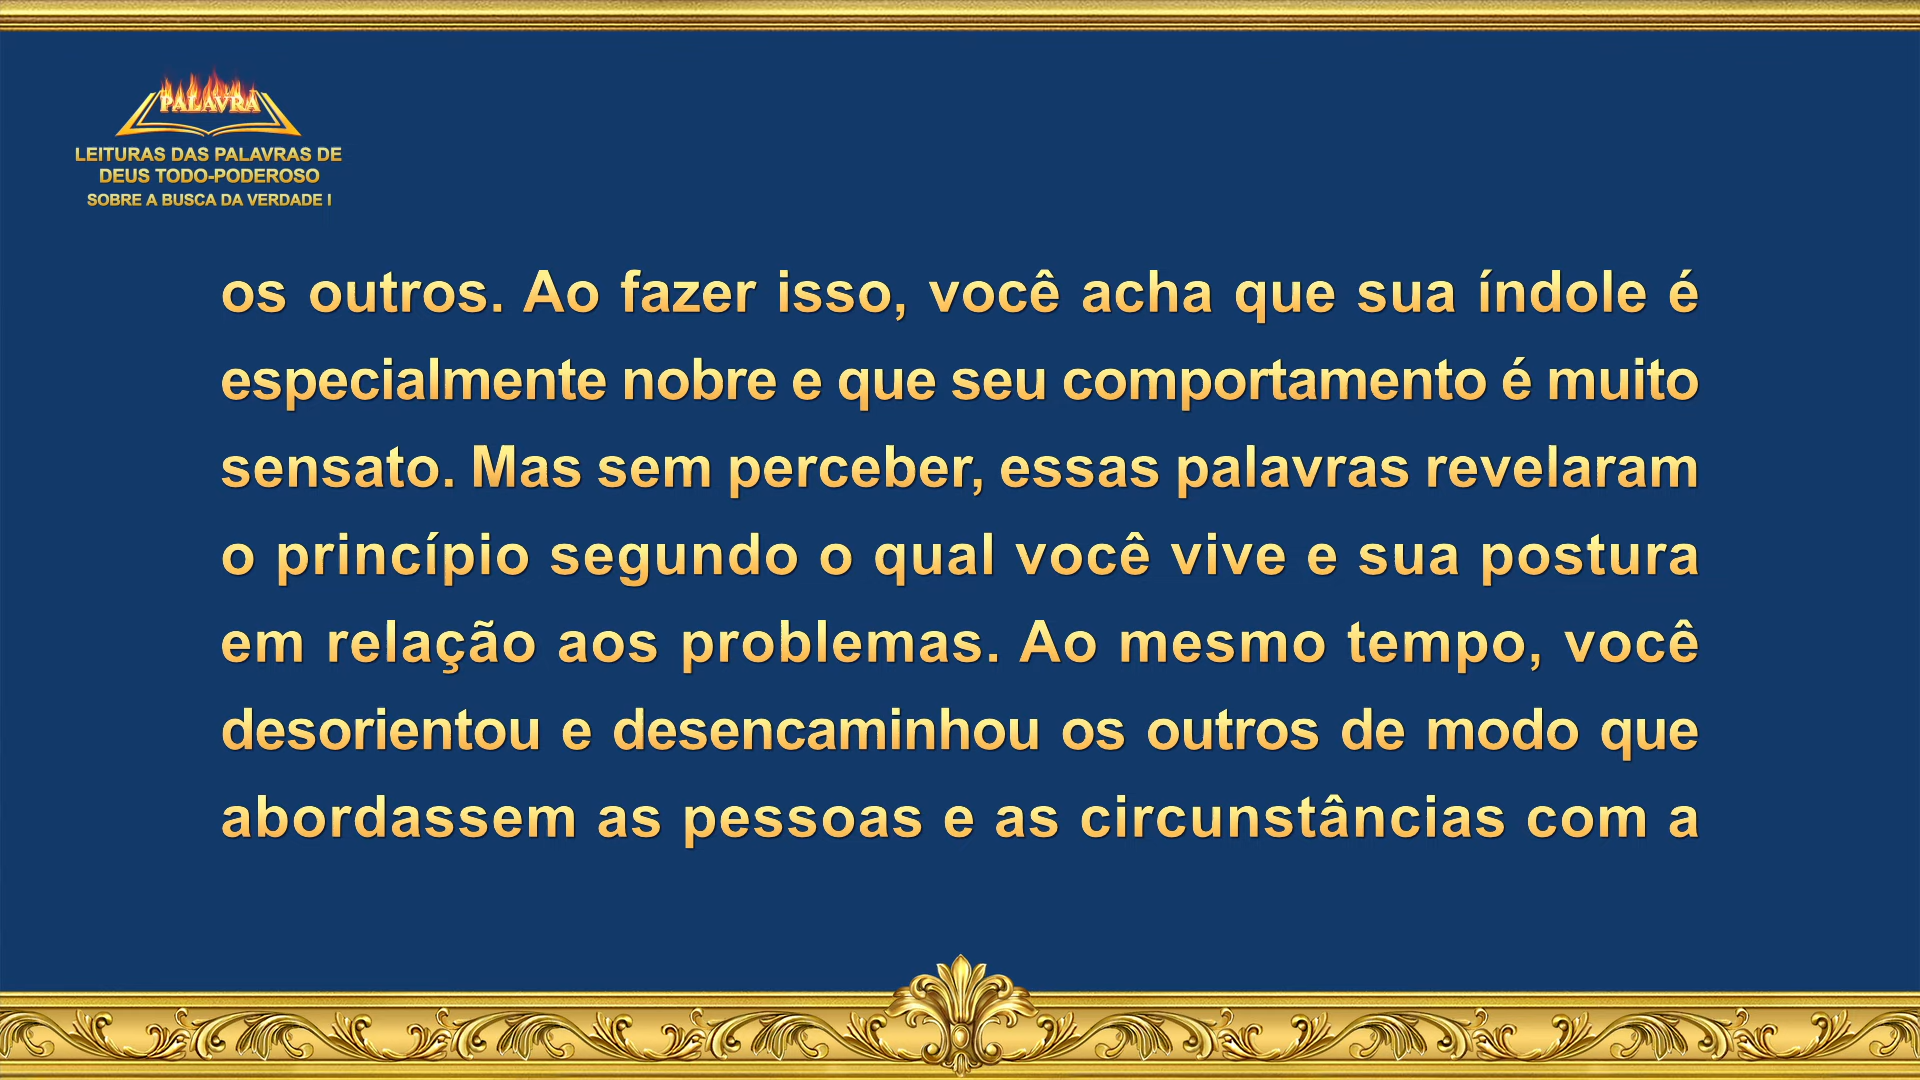 PALAVRA
LEITURAS DAS PALAVRAS DE
DEUS TODO-PODEROSO
SOBRE A BUSCA DA VERDADE I
os outros. Ao fazer isso, você acha que sua índole é
especialmente nobre e que seu comportamento é muito
sensato. Mas sem perceber, essas palavras revelaram
o princípio segundo o qual você vive e sua postura
em relação aos problemas. Ao mesmo tempo, você
desorientou e desencaminhou os outros de modo que
abordassem as pessoas e as circunstâncias com a